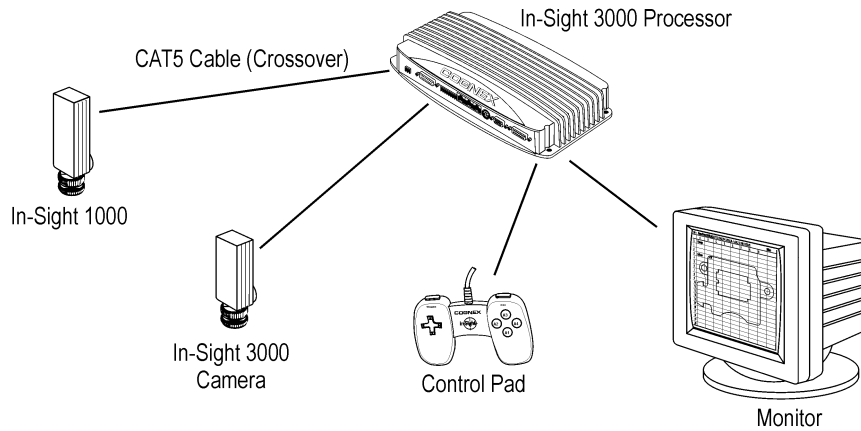 In-Sight 3000 Processor
CAT5 Cable (Crossover)
COGNEX
In-Sight 1000
In-Sight 3000
Camera
COGNEX
Control Pad
Monitor